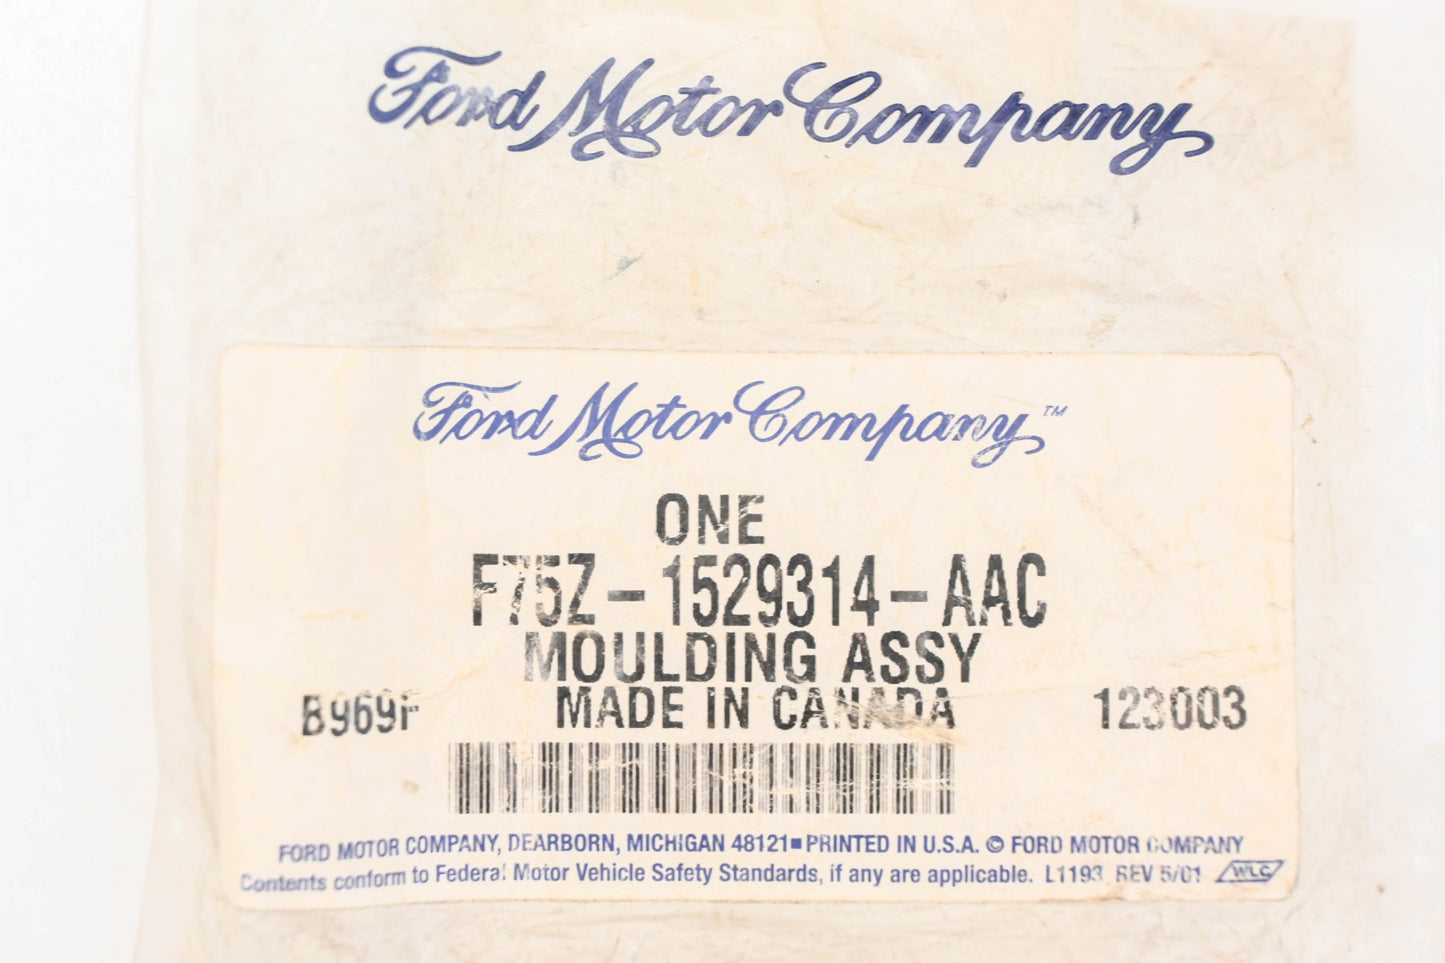 Ford Motor Company
Ford Motor Company™
ONE
F75Z-1529314-AAC
MOULDING ASSY
MADE IN CANADA
B969F 123003
FORD MOTOR COMPANY, DEARBORN, MICHIGAN 48121■PRINTED IN U.S.A. © FORD MOTOR COMPANY
Contents conform to Federal Motor Vehicle Safety Standards, if any are applicable. L1193 REV 5/01 WLC